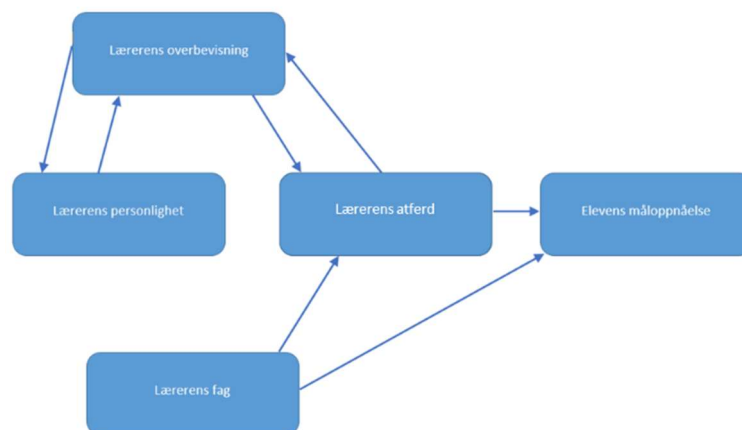 Lærerens overbevisning
Lærerens personlighet
Lærerens atferd
Elevens måloppnåelse
Lærerens fag